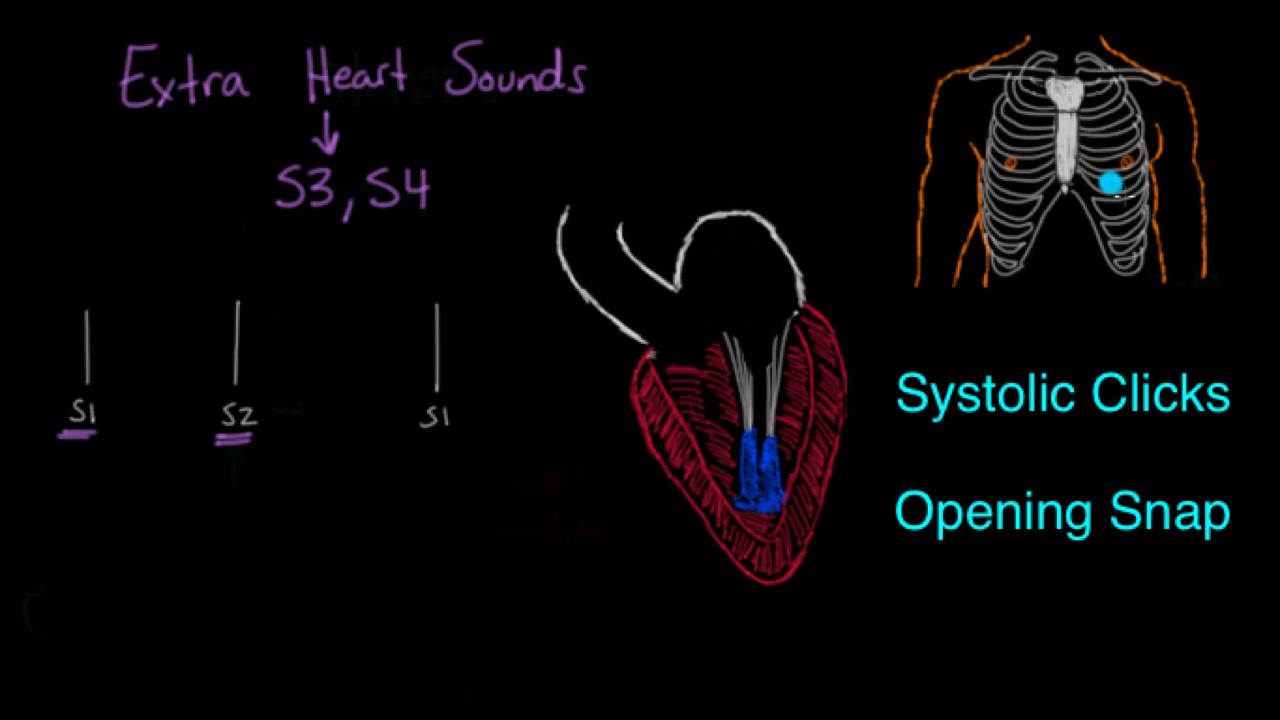 Extra Heart Sounds
S3, S4
S1
S2
S1
Systolic Clicks
Opening Snap